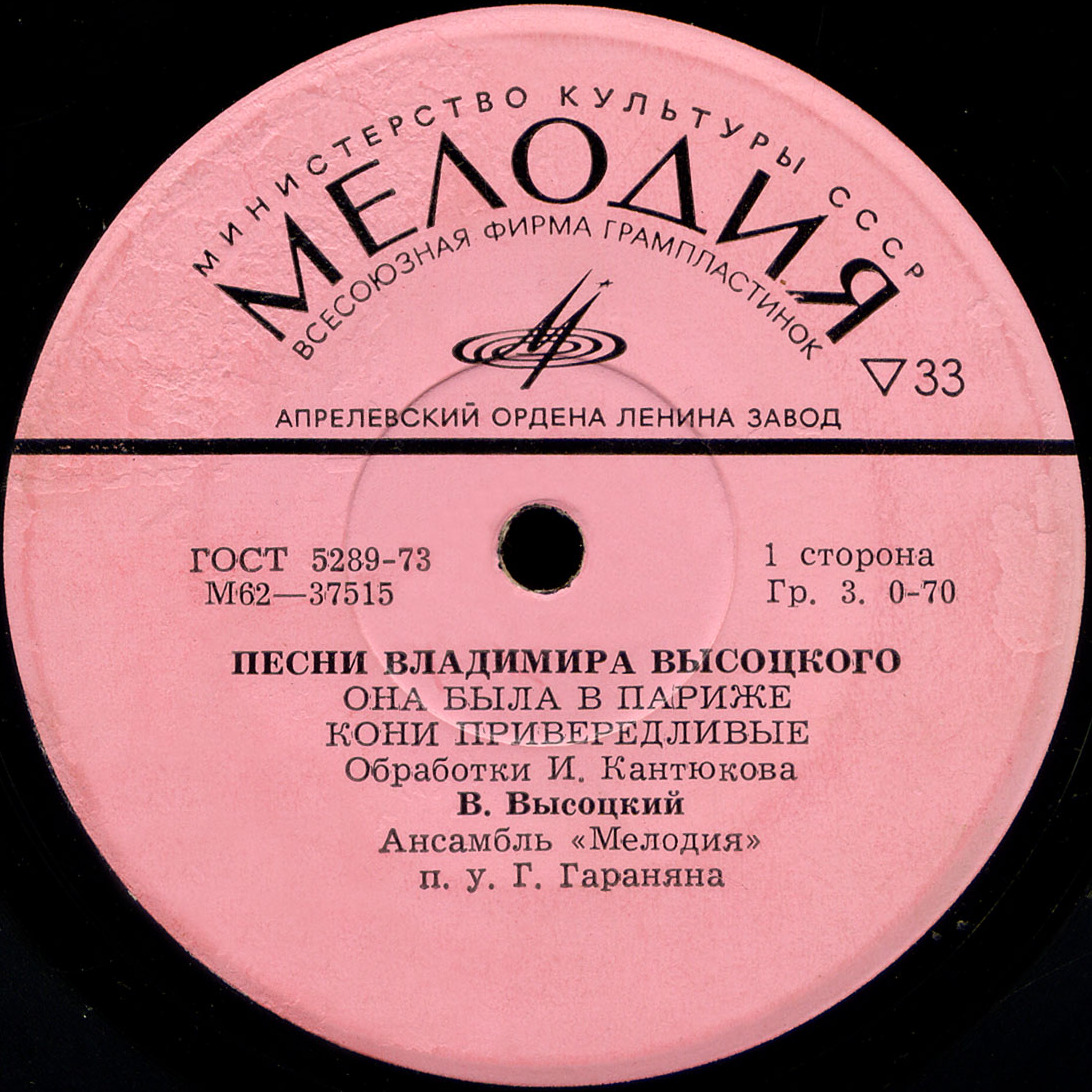 МИНИСТЕРСТВО КУЛЬТУРЫ СССР
МЕЛОДИЯ
ВСЕСОЮЗНАЯ ФИРМА ГРАМПЛАСТИНОК
▽33
АПРЕЛЕВСКИЙ ОРДЕНА ЛЕНИНА ЗАВОД
ГОСТ 5289-73
М62—37515
1 сторона
Гр. 3. 0-70
ПЕСНИ ВЛАДИМИРА ВЫСОЦКОГО
ОНА БЫЛА В ПАРИЖЕ
КОНИ ПРИВЕРЕДЛИВЫЕ
Обработки И. Кантюкова
В. Высоцкий
Ансамбль «Мелодия»
п. у. Г. Гараняна